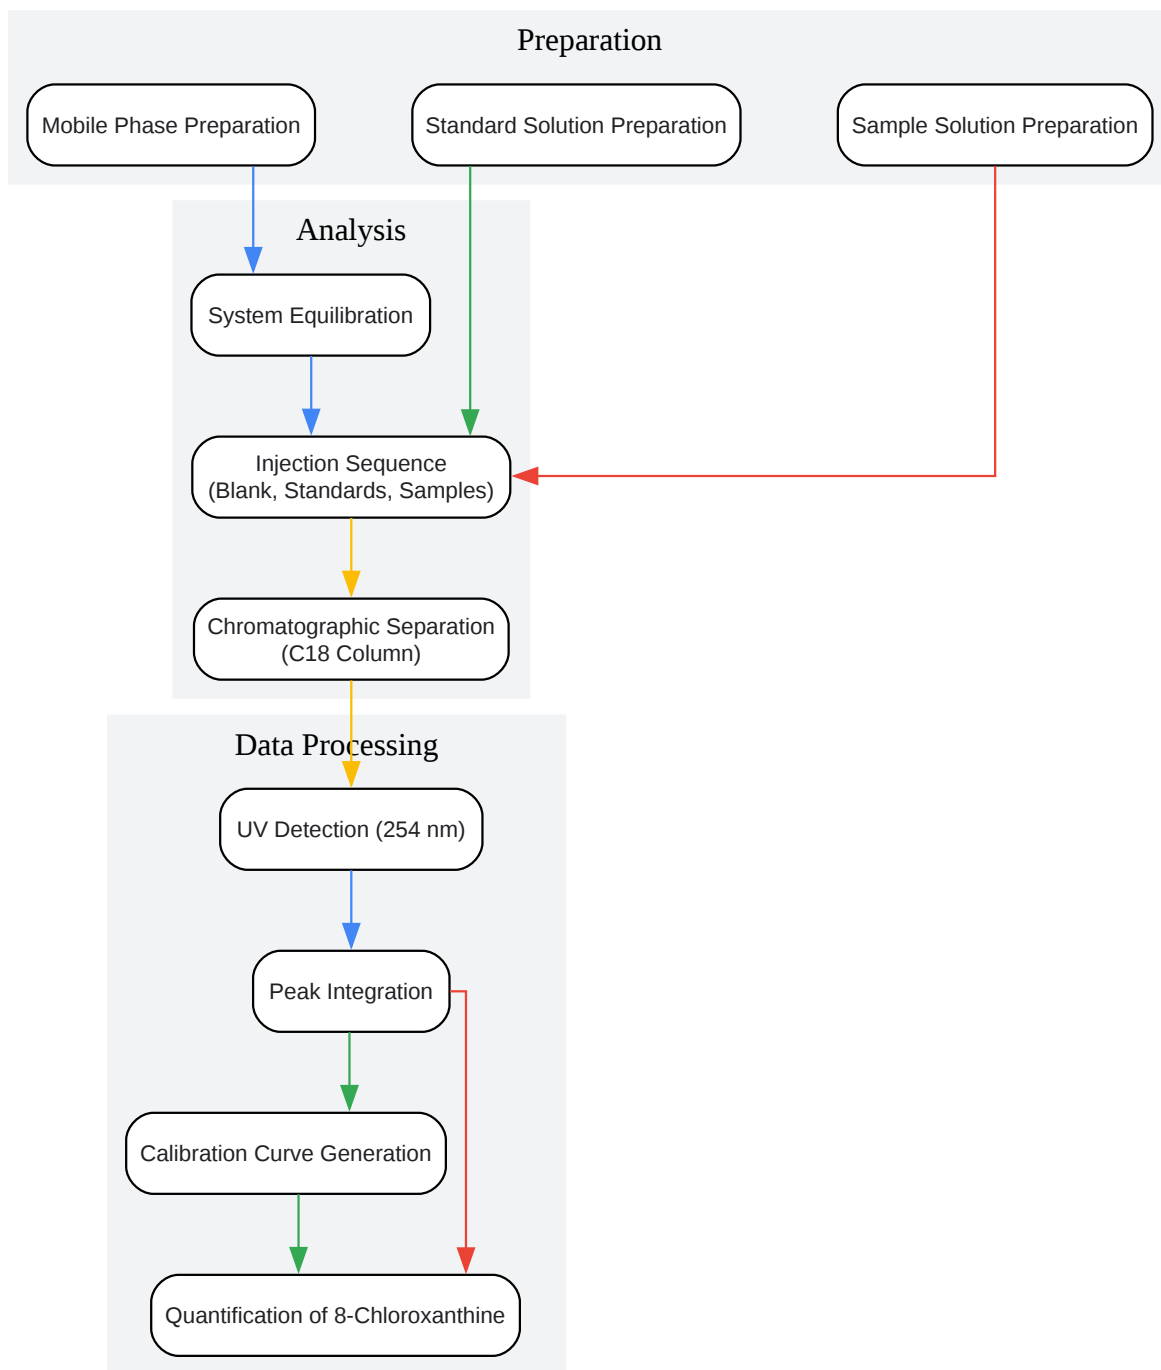 Preparation
Mobile Phase Preparation
Standard Solution Preparation
Sample Solution Preparation
Analysis
System Equilibration
Injection Sequence
(Blank, Standards, Samples)
Chromatographic Separation
(C18 Column)
Data Processing
UV Detection (254 nm)
Peak Integration
Calibration Curve Generation
Quantification of 8-Chloroxanthine